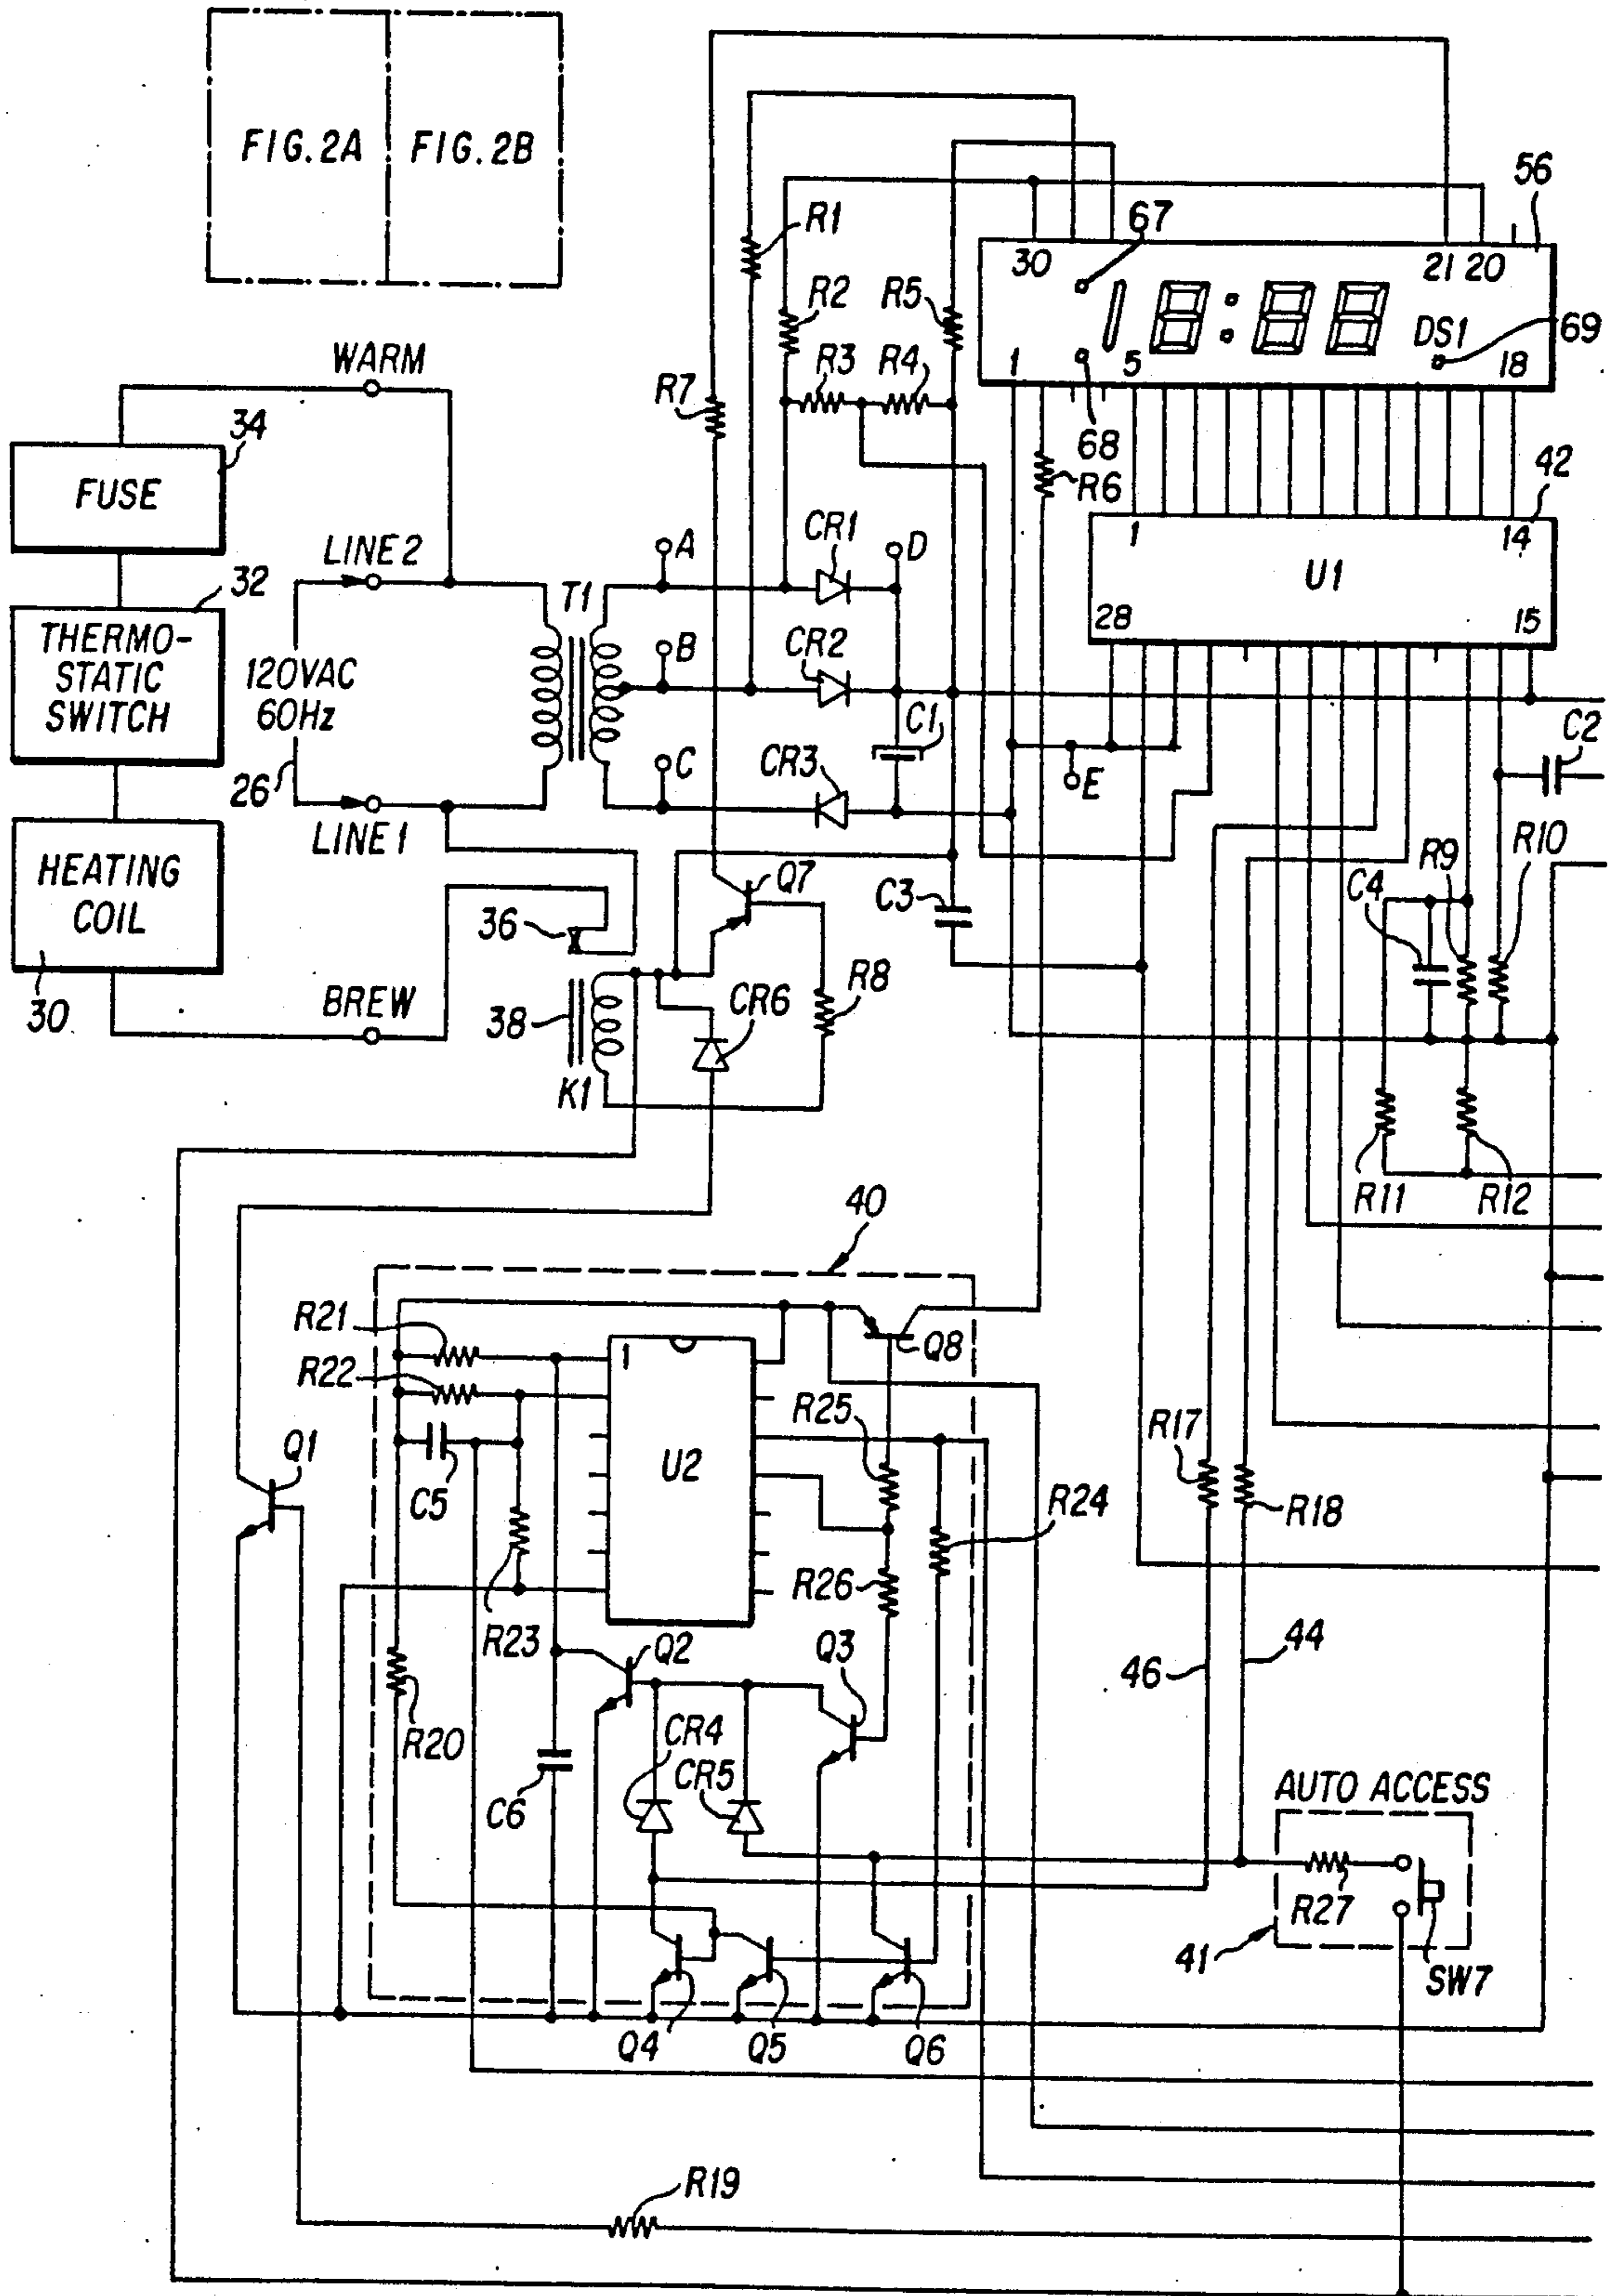 FIG.2A FIG.2B
56
67
R1
30
21 20
R2 R5
DS1
69
WARM
R3 R4
1
5
18
R7
34
68
42
FUSE
R6
LINE2
A
CR1
D
1
14
32
T1
U1
THERMO-
STATIC
SWITCH
B
CR2
28
15
120VAC
60Hz
C1
C2
C
CR3
E
26
LINE1
R10
HEATING
COIL
Q7
C3
C4
R9
36
30
BREW
38
CR6
R8
K1
R11
R12
40
R21
1
Q8
R22
R25
R17
Q1
C5
U2
R24
R18
R26
R23
Q2
Q3
44
46
R20
CR4
CR5
AUTO ACCESS
C6
R27
41
SW7
Q4
Q5
Q6
R19